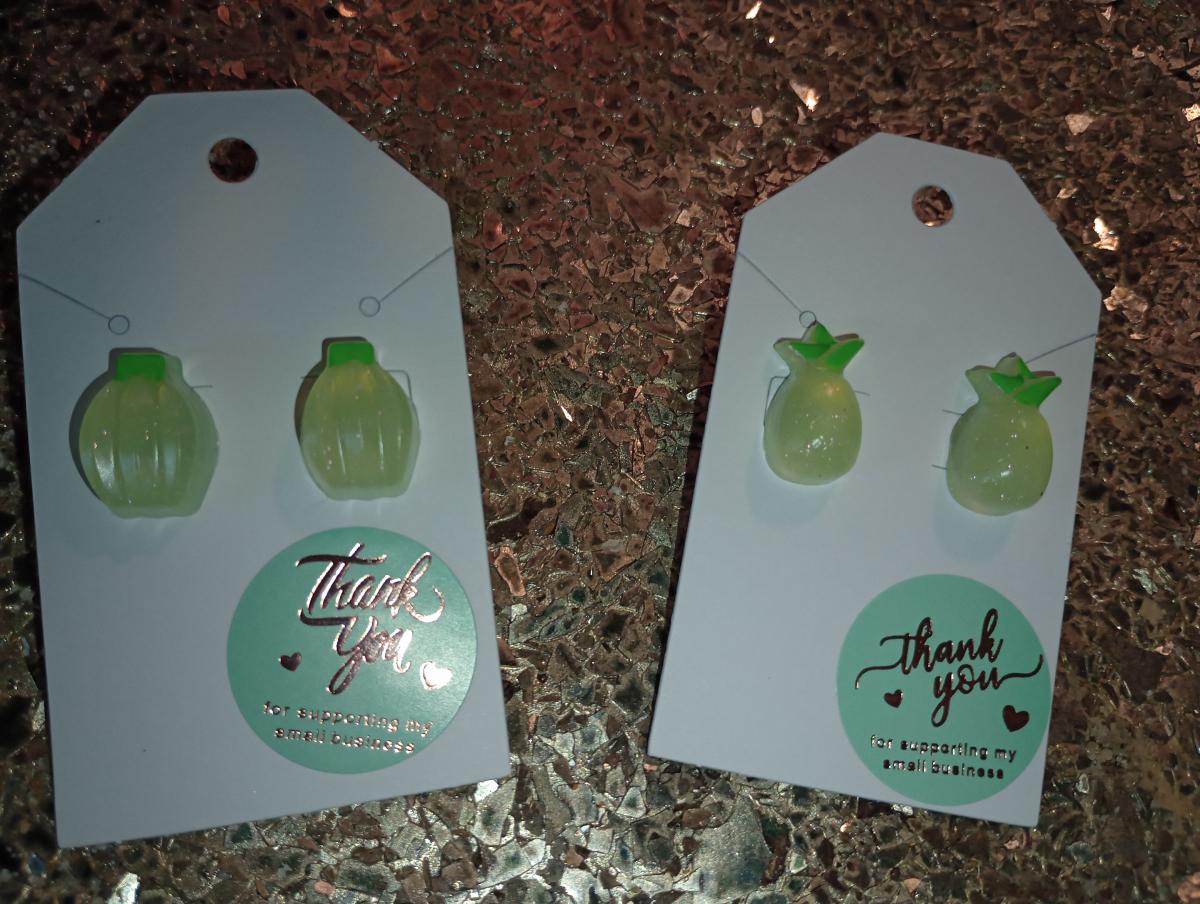 Thank
you
for supporting my
small business
thank
you
for supporting my
small business